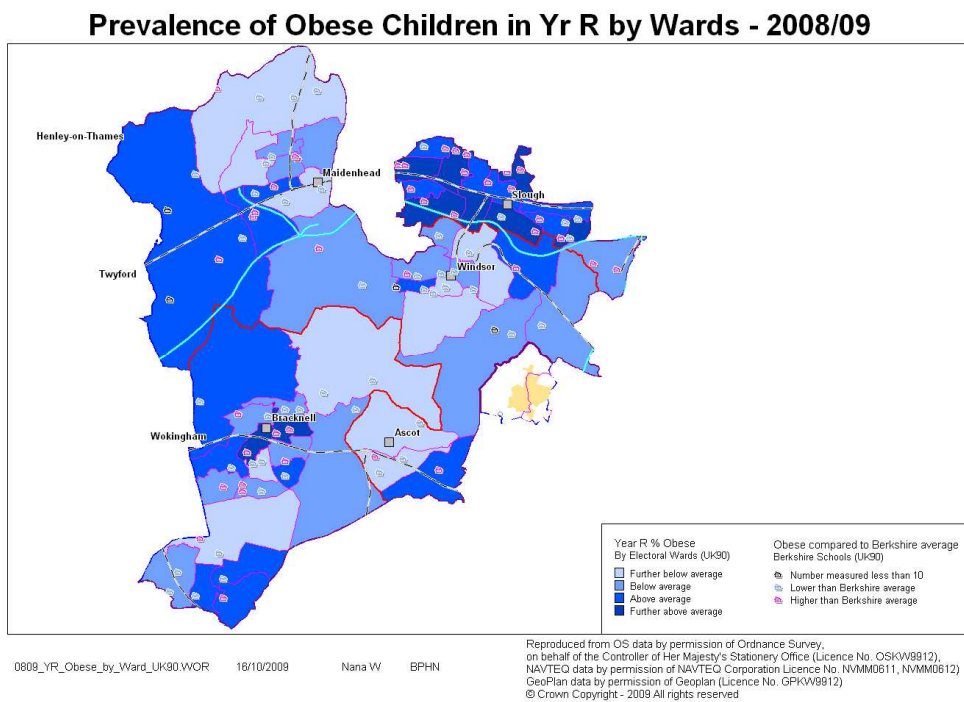 Prevalence of Obese Children in Yr R by Wards - 2008/09
Henley-on-Thames
Maidenhead
Slough
Twyford
Windsor
Bracknell
Wokingham
Ascot
Year R % Obese
By Electoral Wards (UK90)
Further below average
Below average
Above average
Further above average
Obese compared to Berkshire average
Berkshire Schools (UK90)
Number measured less than 10
Lower than Berkshire average
Higher than Berkshire average
0809_YR_Obese_by_Ward_UK90.WOR 16/10/2009 Nana W BPHN
Reproduced from OS data by permission of Ordnance Survey,
on behalf of the Controller of Her Majesty's Stationery Office (Licence No. OSKW9912),
NAVTEQ data by permission of NAVTEQ Corporation Licence No. NVMM0611, NVMM0612)
GeoPlan data by permission of Geoplan (Licence No. GPKW9912)
© Crown Copyright - 2009 All rights reserved